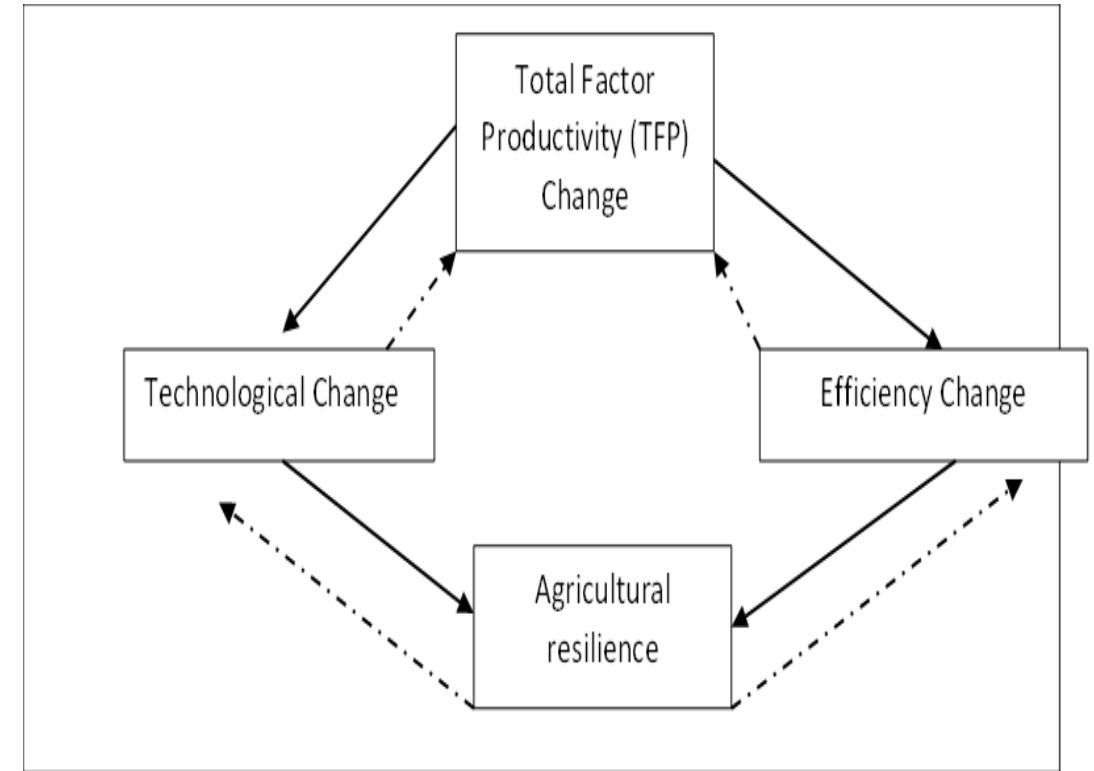 Total Factor
Productivity (TFP)
Change
Technological Change
Efficiency Change
Agricultural
resilience